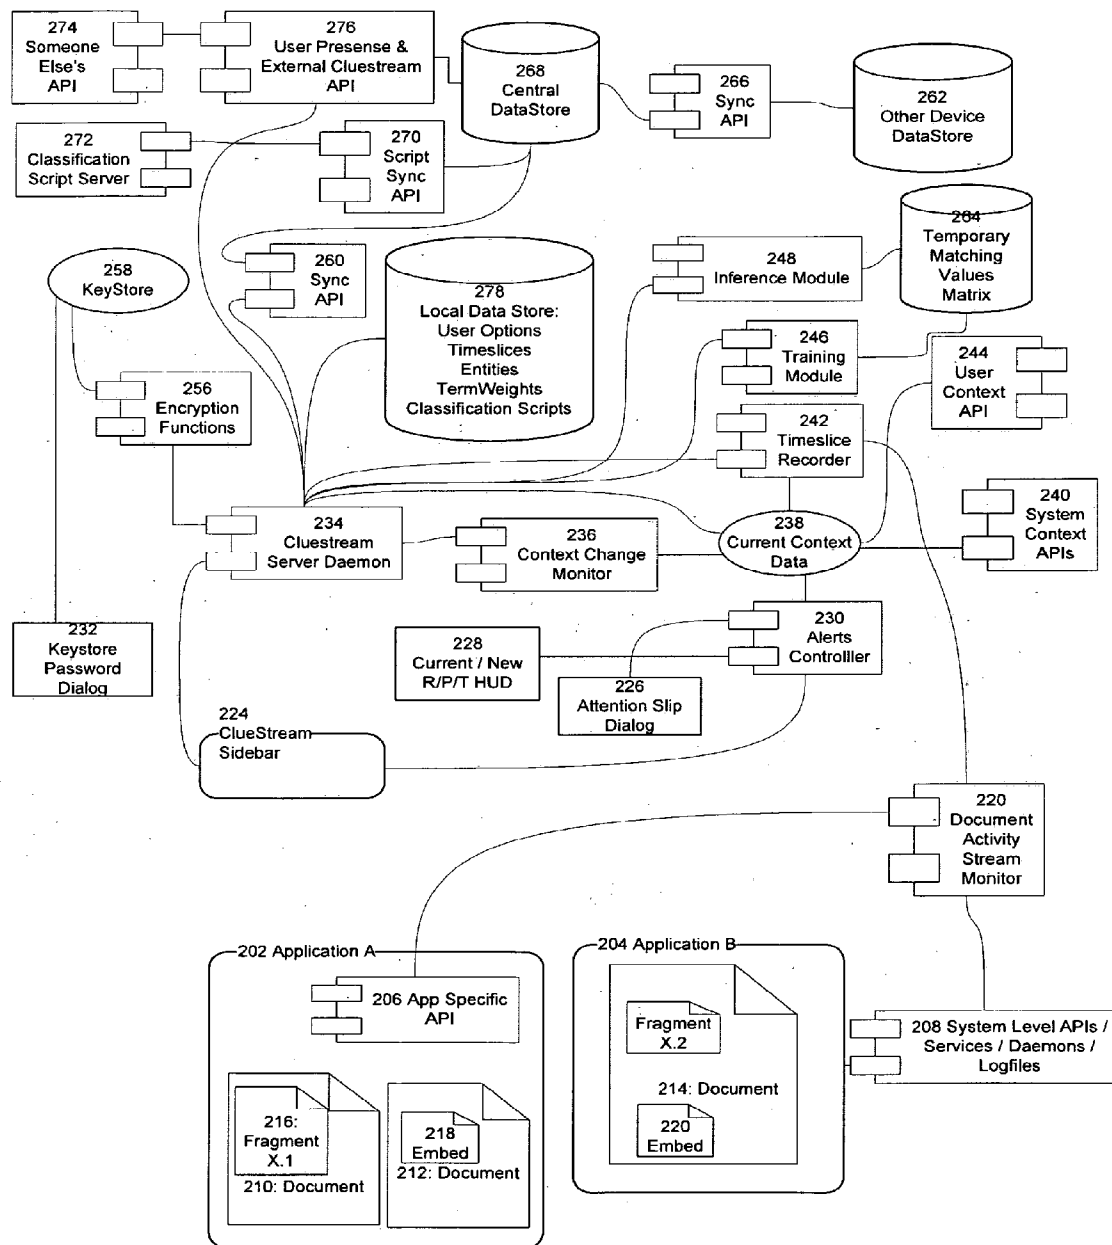 274
Someone
Else's
API
276
User Presense &
External Cluestream
API
268
Central
DataStore
266
Sync
API
262
Other Device
DataStore
272
Classification
Script Server
270
Script
Sync
API
264
Temporary
Matching
Values
Matrix
258
KeyStore
260
Sync
API
278
Local Data Store:
User Options
Timeslices
Entities
TermWeights
Classification Scripts
248
Inference Module
246
Training
Module
244
User
Context
API
256
Encryption
Functions
242
Timeslice
Recorder
234
Cluestream
Server Daemon
236
Context Change
Monitor
238
Current Context
Data
240
System
Context
APIs
232
Keystore
Password
Dialog
228
Current / New
R/P/T HUD
230
Alerts
Controlller
226
Attention Slip
Dialog
224
ClueStream
Sidebar
220
Document
Activity
Stream
Monitor
202 Application A
204 Application B
206 App Specific
API
Fragment
X.2
208 System Level APIs /
Services / Daemons /
Logfiles
216:
Fragment
X.1
210: Document
218
Embed
212: Document
214: Document
220
Embed